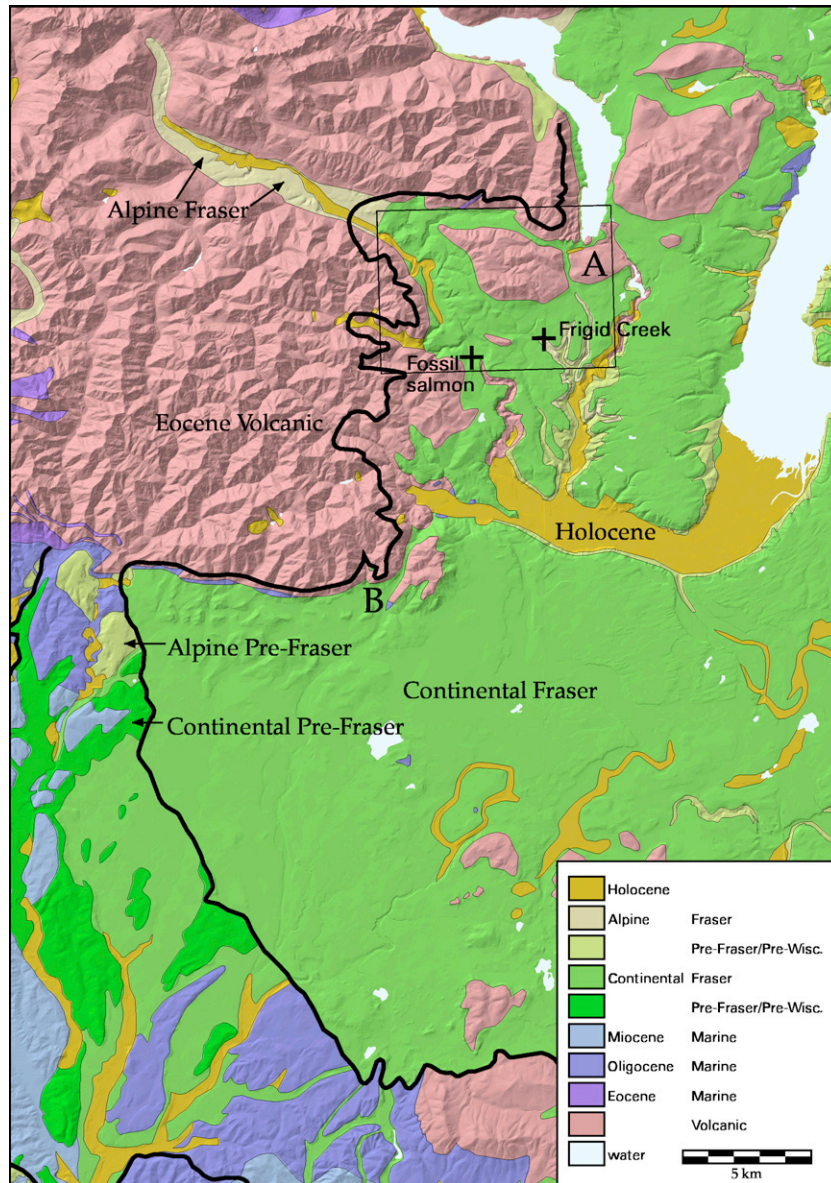 Alpine Fraser
A
Frigid Creek
Fossil
salmon
Eocene Volcanic
Holocene
B
Alpine Pre-Fraser
Continental Fraser
Continental Pre-Fraser
Holocene
Alpine Fraser
Pre-Fraser/Pre-Wisc.
Continental Fraser
Pre-Fraser/Pre-Wisc.
Miocene Marine
Oligocene Marine
Eocene Marine
Volcanic
water
5 km